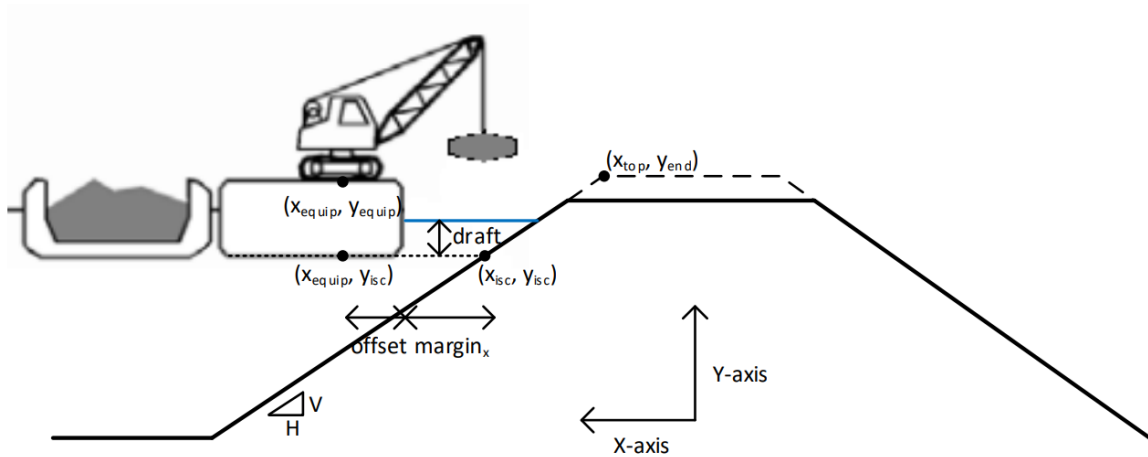 (x_top, y_end)
(x_equip, y_equip)
draft
(x_equip, y_isc)
(x_isc, y_isc)
offset margin_x
V
H
Y-axis
X-axis